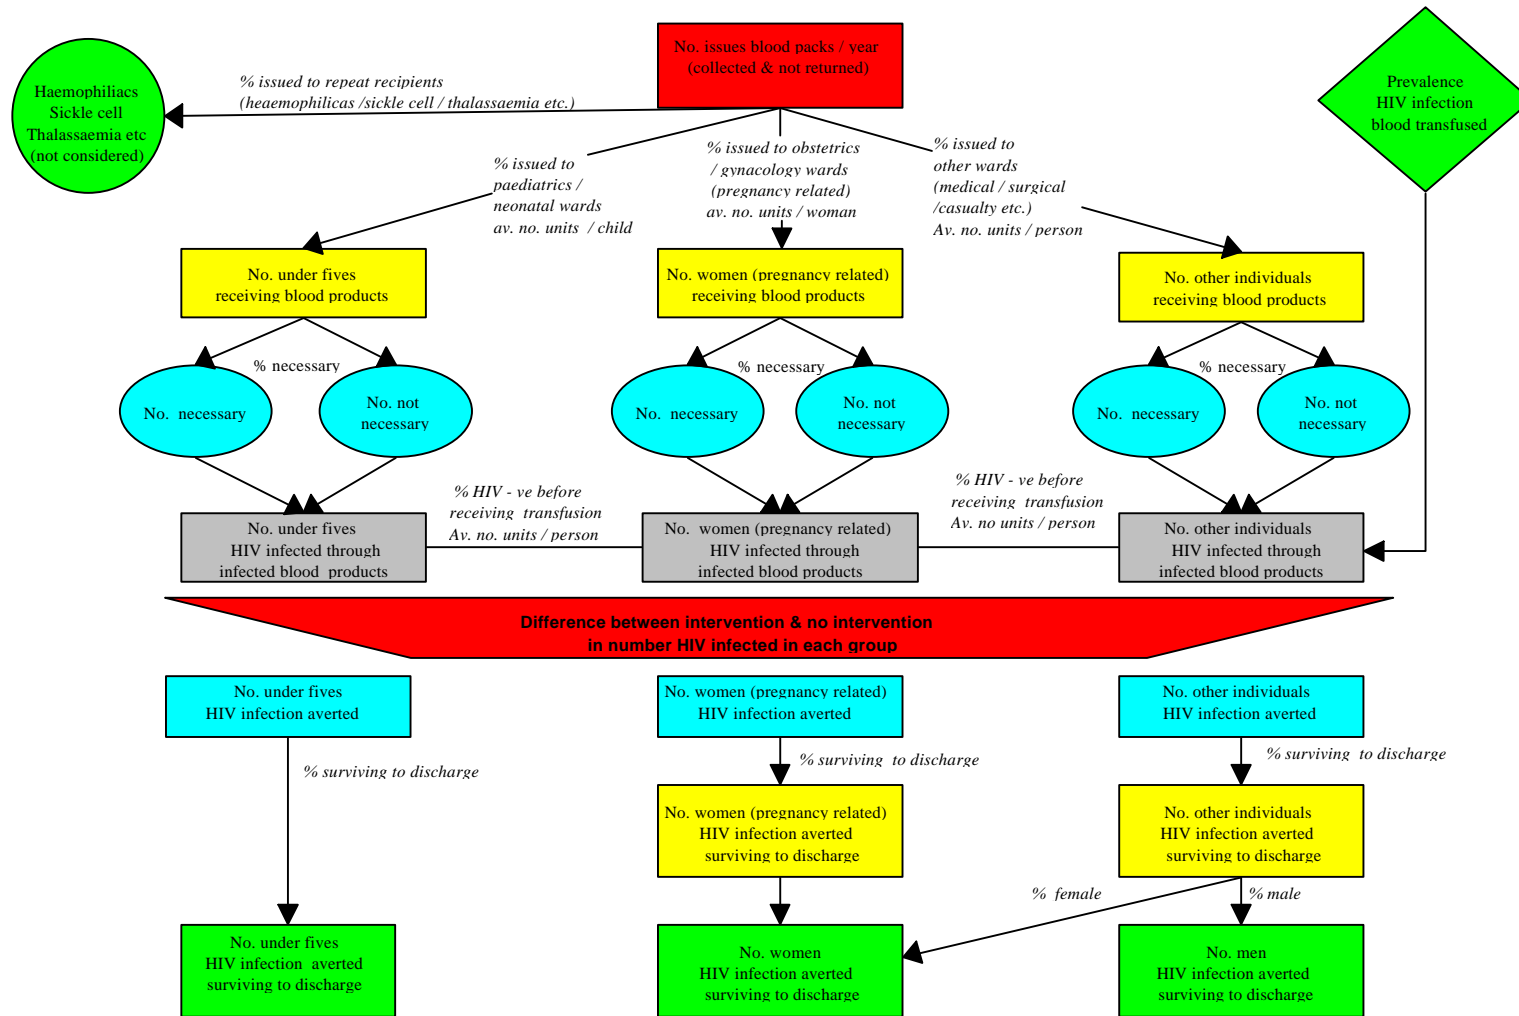 No. issues blood packs / year
(collected & not returned)
% issued to repeat recipients
(heaemophilicas /sickle cell / thalassaemia etc.)
Haemophiliacs
Sickle cell
Thalassaemia etc
(not considered)
Prevalence
HIV infection
blood transfused
% issued to
paediatrics /
neonatal wards
av. no. units / child
% issued to obstetrics
/ gynacology wards
(pregnancy related)
av. no. units / woman
% issued to
other wards
(medical / surgical
/casualty etc.)
Av. no. units / person
No. under fives
receiving blood products
No. women (pregnancy related)
receiving blood products
No. other individuals
receiving blood products
% necessary
No. necessary
No. not
necessary
% necessary
No. necessary
No. not
necessary
% necessary
No. necessary
No. not
necessary
% HIV - ve before
receiving transfusion
Av. no. units / person
% HIV - ve before
receiving transfusion
Av. no units / person
No. under fives
HIV infected through
infected blood products
No. women (pregnancy related)
HIV infected through
infected blood products
No. other individuals
HIV infected through
infected blood products
Difference between intervention & no intervention
in number HIV infected in each group
No. under fives
HIV infection averted
No. women (pregnancy related)
HIV infection averted
No. other individuals
HIV infection averted
% surviving to discharge
% surviving to discharge
% surviving to discharge
No. women (pregnancy related)
HIV infection averted
surviving to discharge
No. other individuals
HIV infection averted
surviving to discharge
% female
% male
No. under fives
HIV infection averted
surviving to discharge
No. women
HIV infection averted
surviving to discharge
No. men
HIV infection averted
surviving to discharge